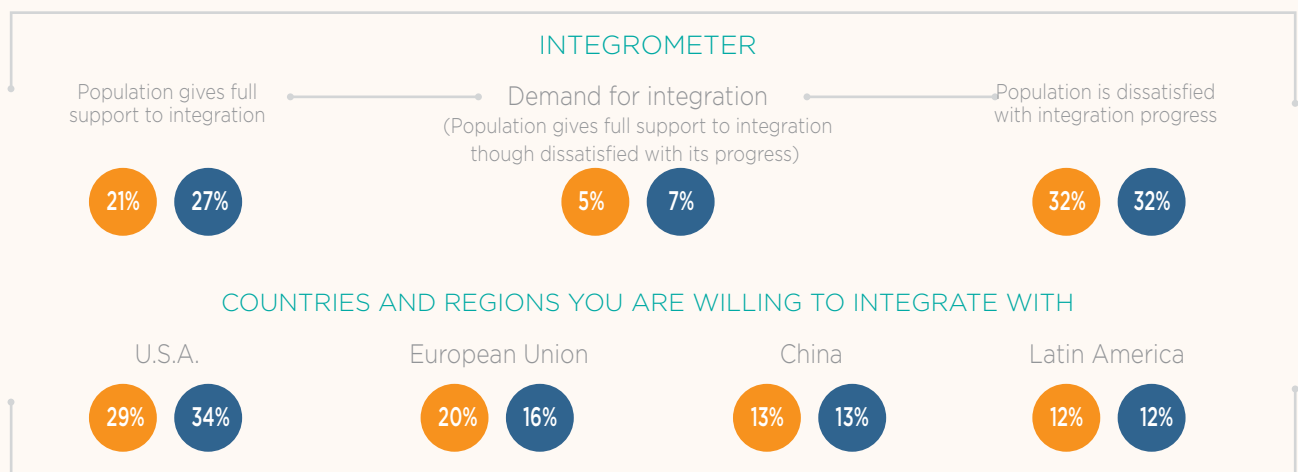 INTEGROMETER
Population gives full
support to integration
Demand for integration
(Population gives full support to integration
though dissatisfied with its progress)
Population is dissatisfied
with integration progress
21% 27%
5% 7%
32% 32%
COUNTRIES AND REGIONS YOU ARE WILLING TO INTEGRATE WITH
U.S.A.
European Union
China
Latin America
29% 34%
20% 16%
13% 13%
12% 12%